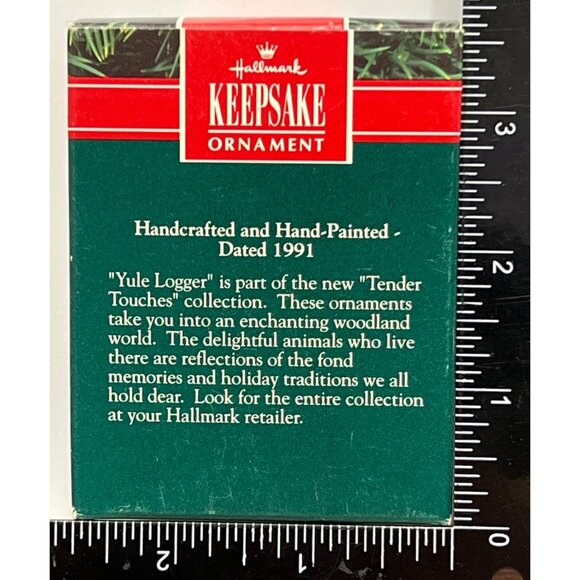 Hallmark
KEEPSAKE
ORNAMENT
Handcrafted and Hand-Painted -
Dated 1991
"Yule Logger" is part of the new "Tender
Touches" collection. These ornaments
take you into an enchanting woodland
world. The delightful animals who live
there are reflections of the fond
memories and holiday traditions we all
hold dear. Look for the entire collection
at your Hallmark retailer.
3
2
1
0
2
1